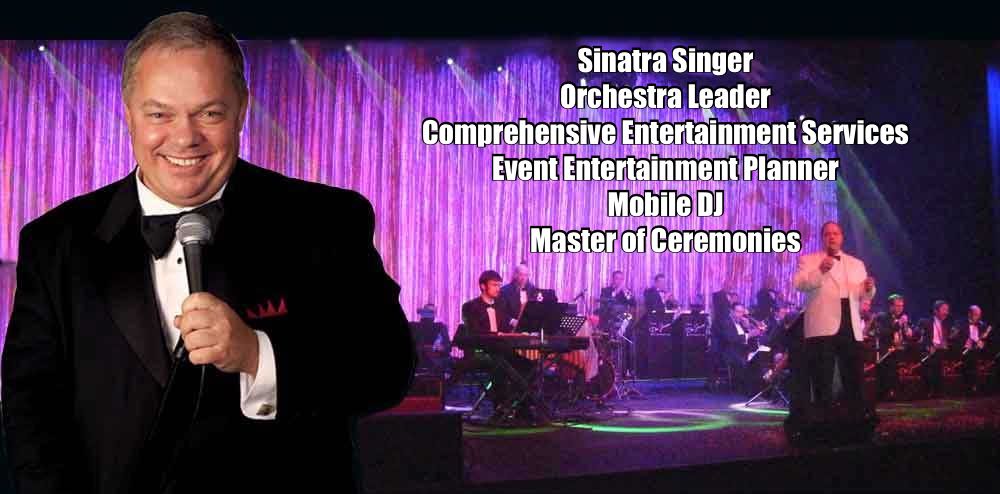 Sinatra Singer
Orchestra Leader
Comprehensive Entertainment Services
Event Entertainment Planner
Mobile DJ
Master of Ceremonies